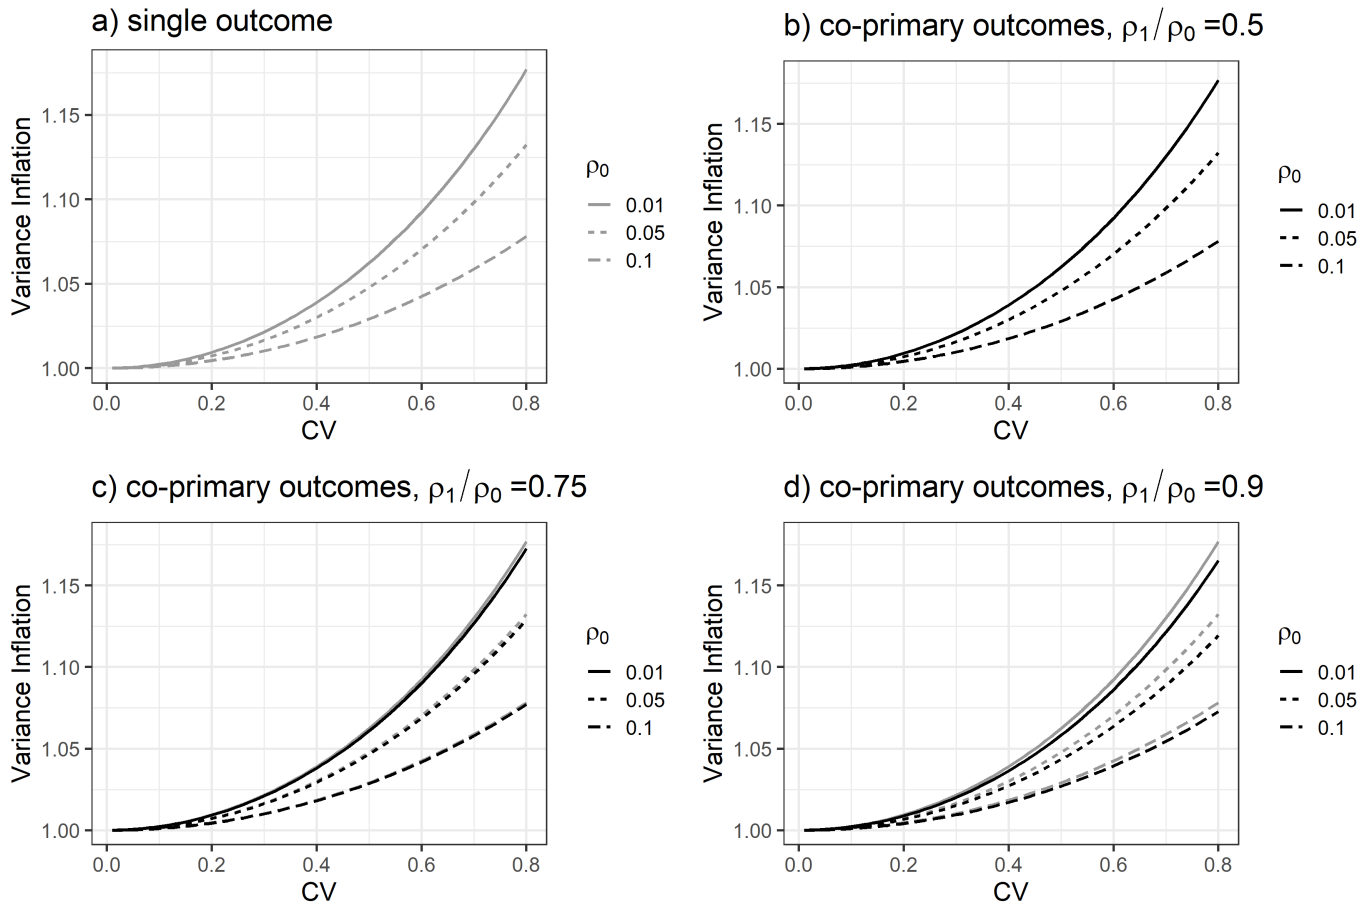 a) single outcome
Variance Inflation
1.15
1.10
1.05
1.00
0.0 0.2 0.4 0.6 0.8
CV
ρ0
0.01
0.05
0.1
b) co-primary outcomes, ρ1/ρ0 =0.5
Variance Inflation
1.15
1.10
1.05
1.00
0.0 0.2 0.4 0.6 0.8
CV
ρ0
0.01
0.05
0.1
c) co-primary outcomes, ρ1/ρ0 =0.75
Variance Inflation
1.15
1.10
1.05
1.00
0.0 0.2 0.4 0.6 0.8
CV
ρ0
0.01
0.05
0.1
d) co-primary outcomes, ρ1/ρ0 =0.9
Variance Inflation
1.15
1.10
1.05
1.00
0.0 0.2 0.4 0.6 0.8
CV
ρ0
0.01
0.05
0.1